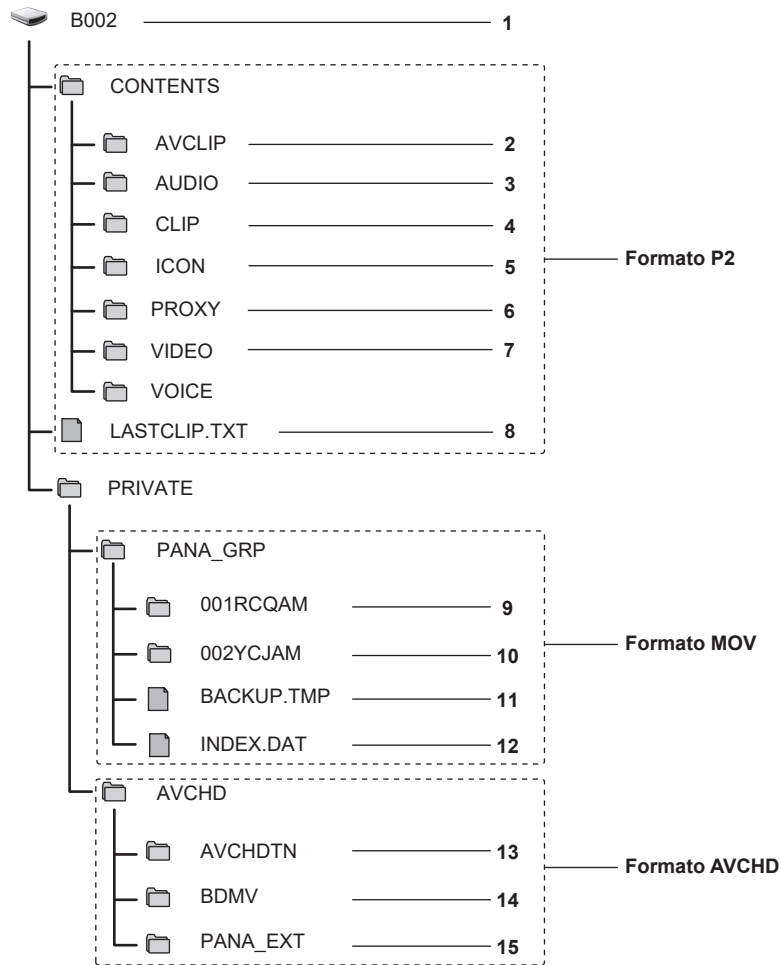 B002 1
CONTENTS
AVCLIP 2
AUDIO 3
CLIP 4
ICON 5
Formato P2
PROXY 6
VIDEO 7
VOICE
LASTCLIP.TXT 8
PRIVATE
PANA_GRP
001RCQAM 9
Formato MOV
002YCJAM 10
BACKUP.TMP 11
INDEX.DAT 12
AVCHD
AVCHDTN 13
Formato AVCHD
BDMV 14
PANA_EXT 15